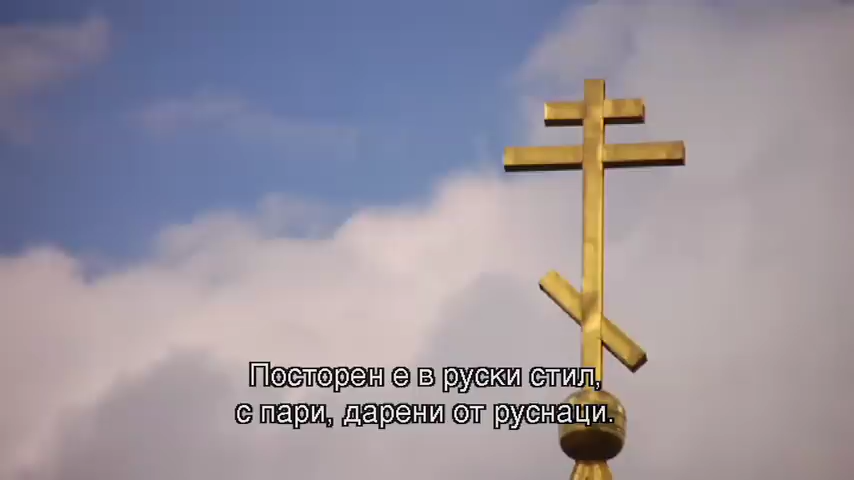 Посторен е в руски стил,
с пари, дарени от руснаци.